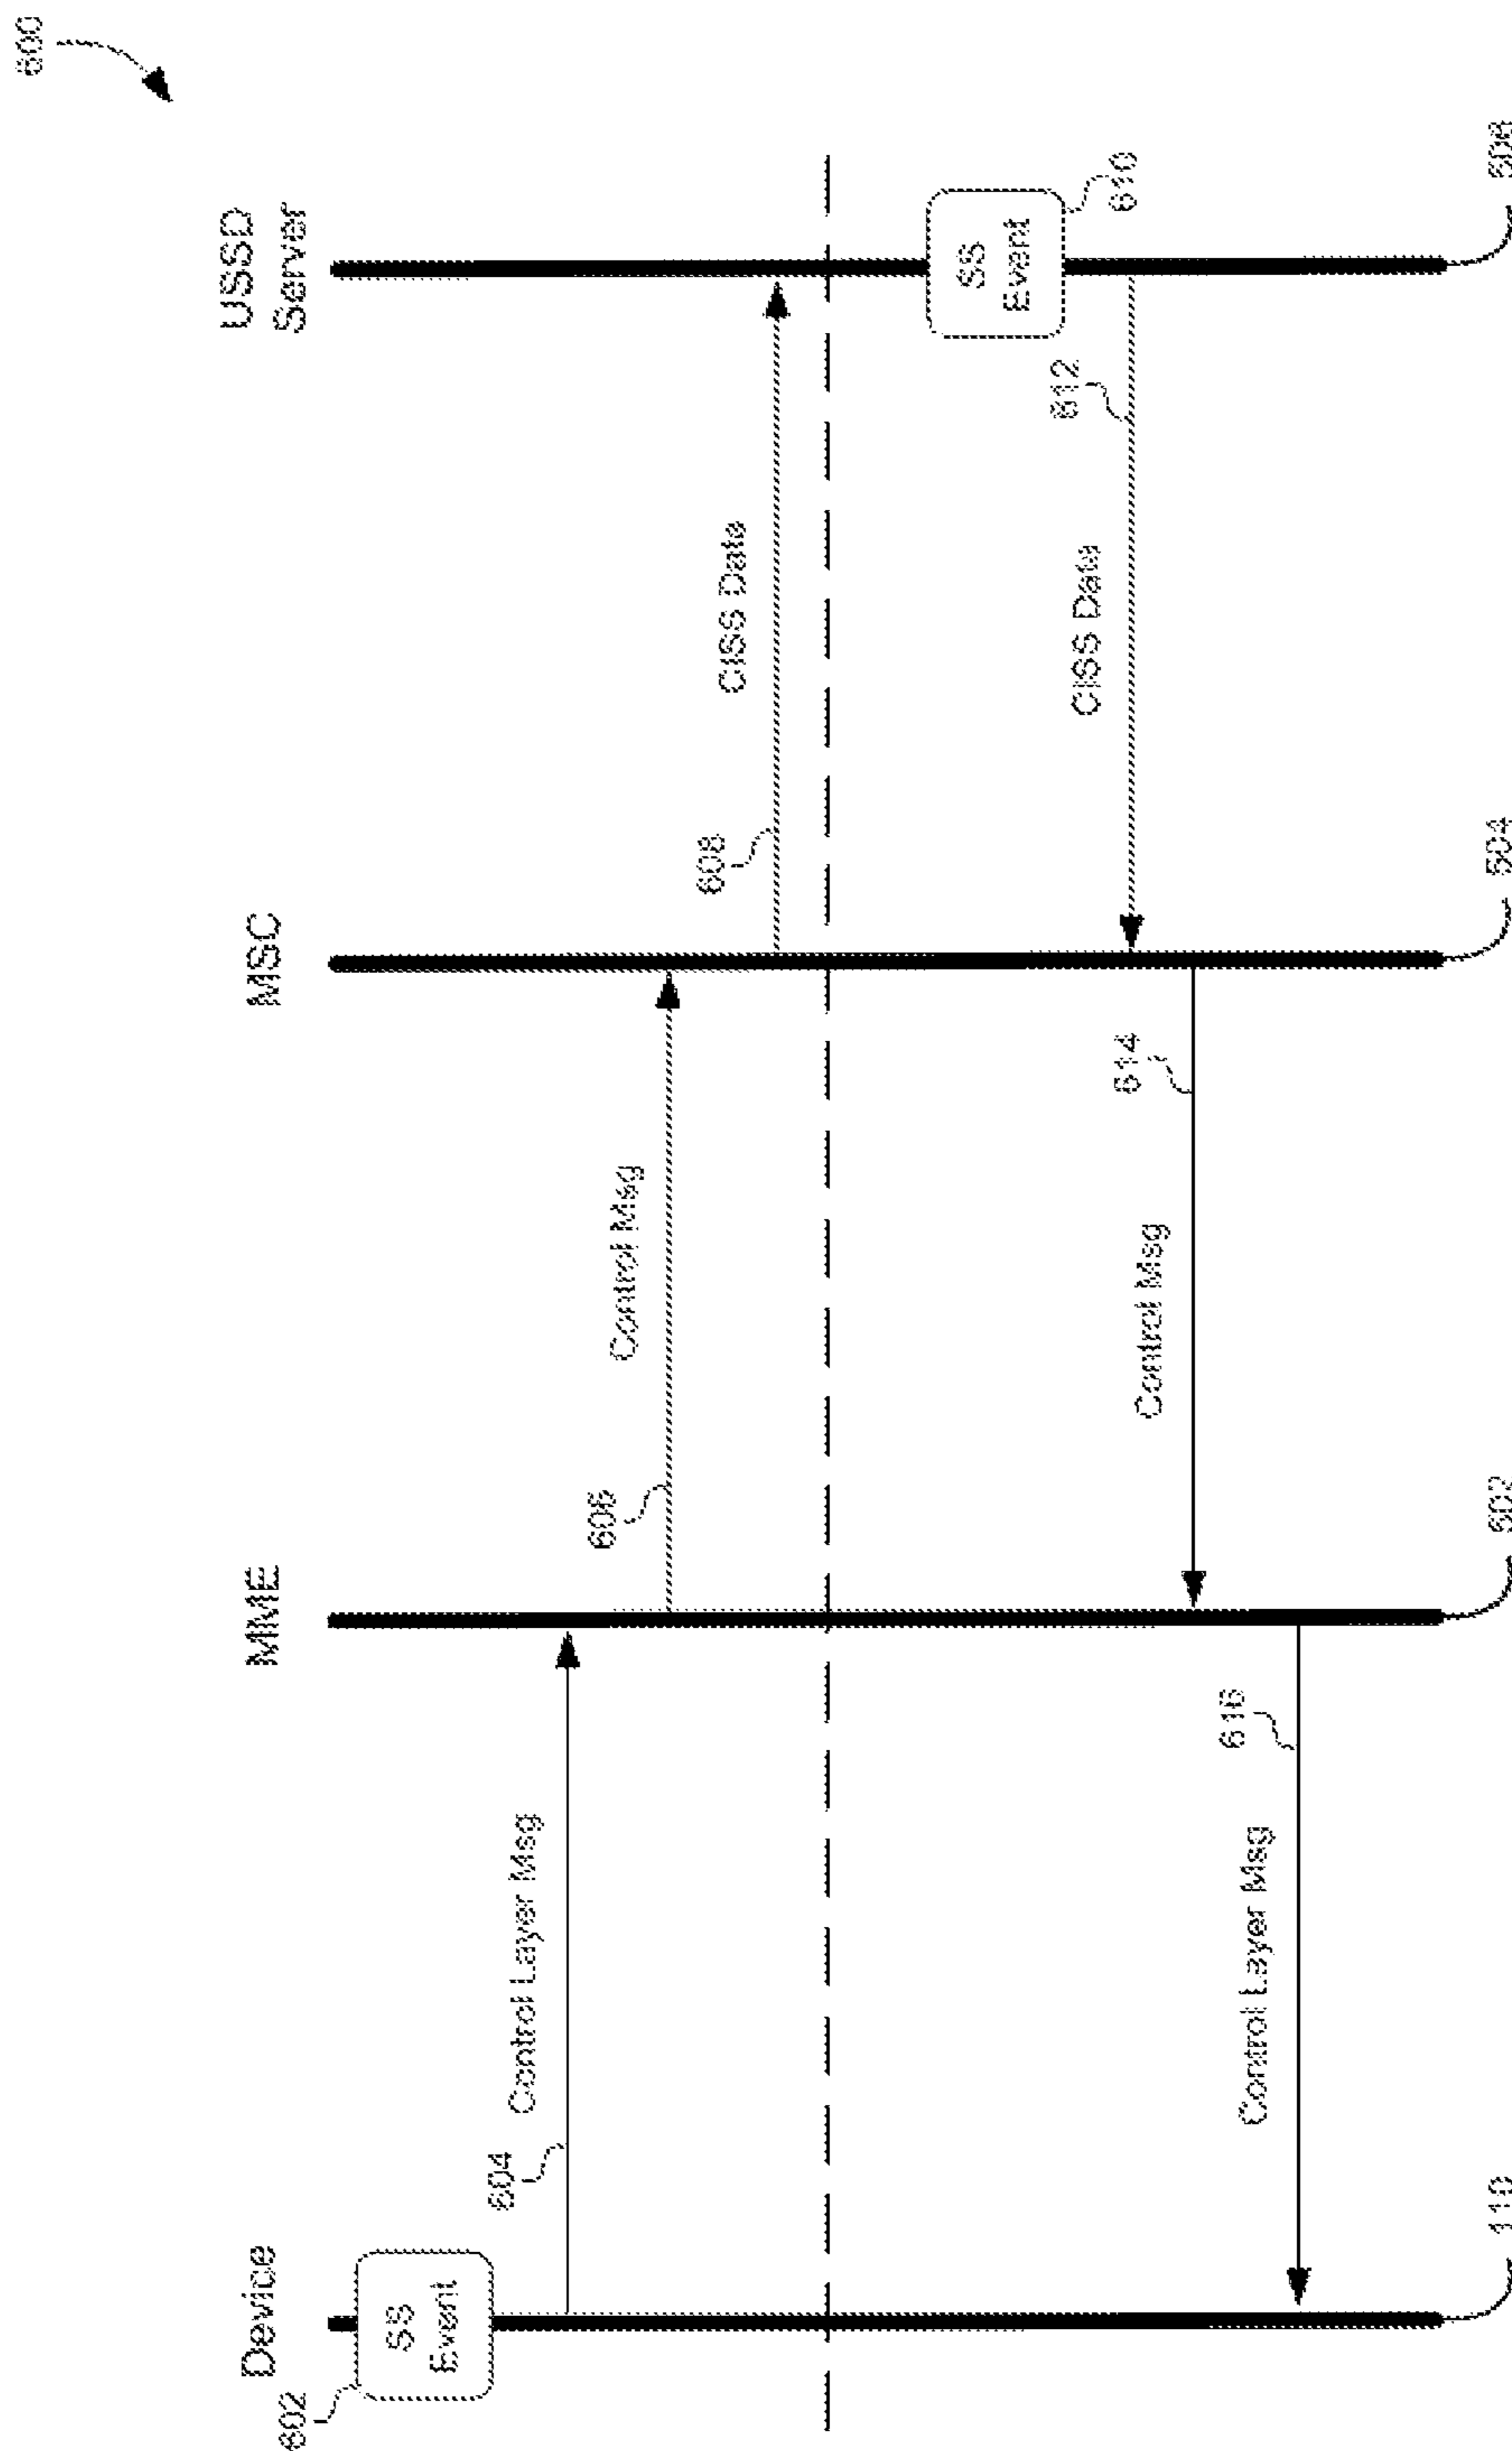 600
Device
MME
MSC
USSD
Server
602
SS
Event
604
Control Layer Msg
606
Control Msg
608
CISS Data
SS
Event
610
612
CISS Data
614
Control Msg
616
Control Layer Msg
110
502
504